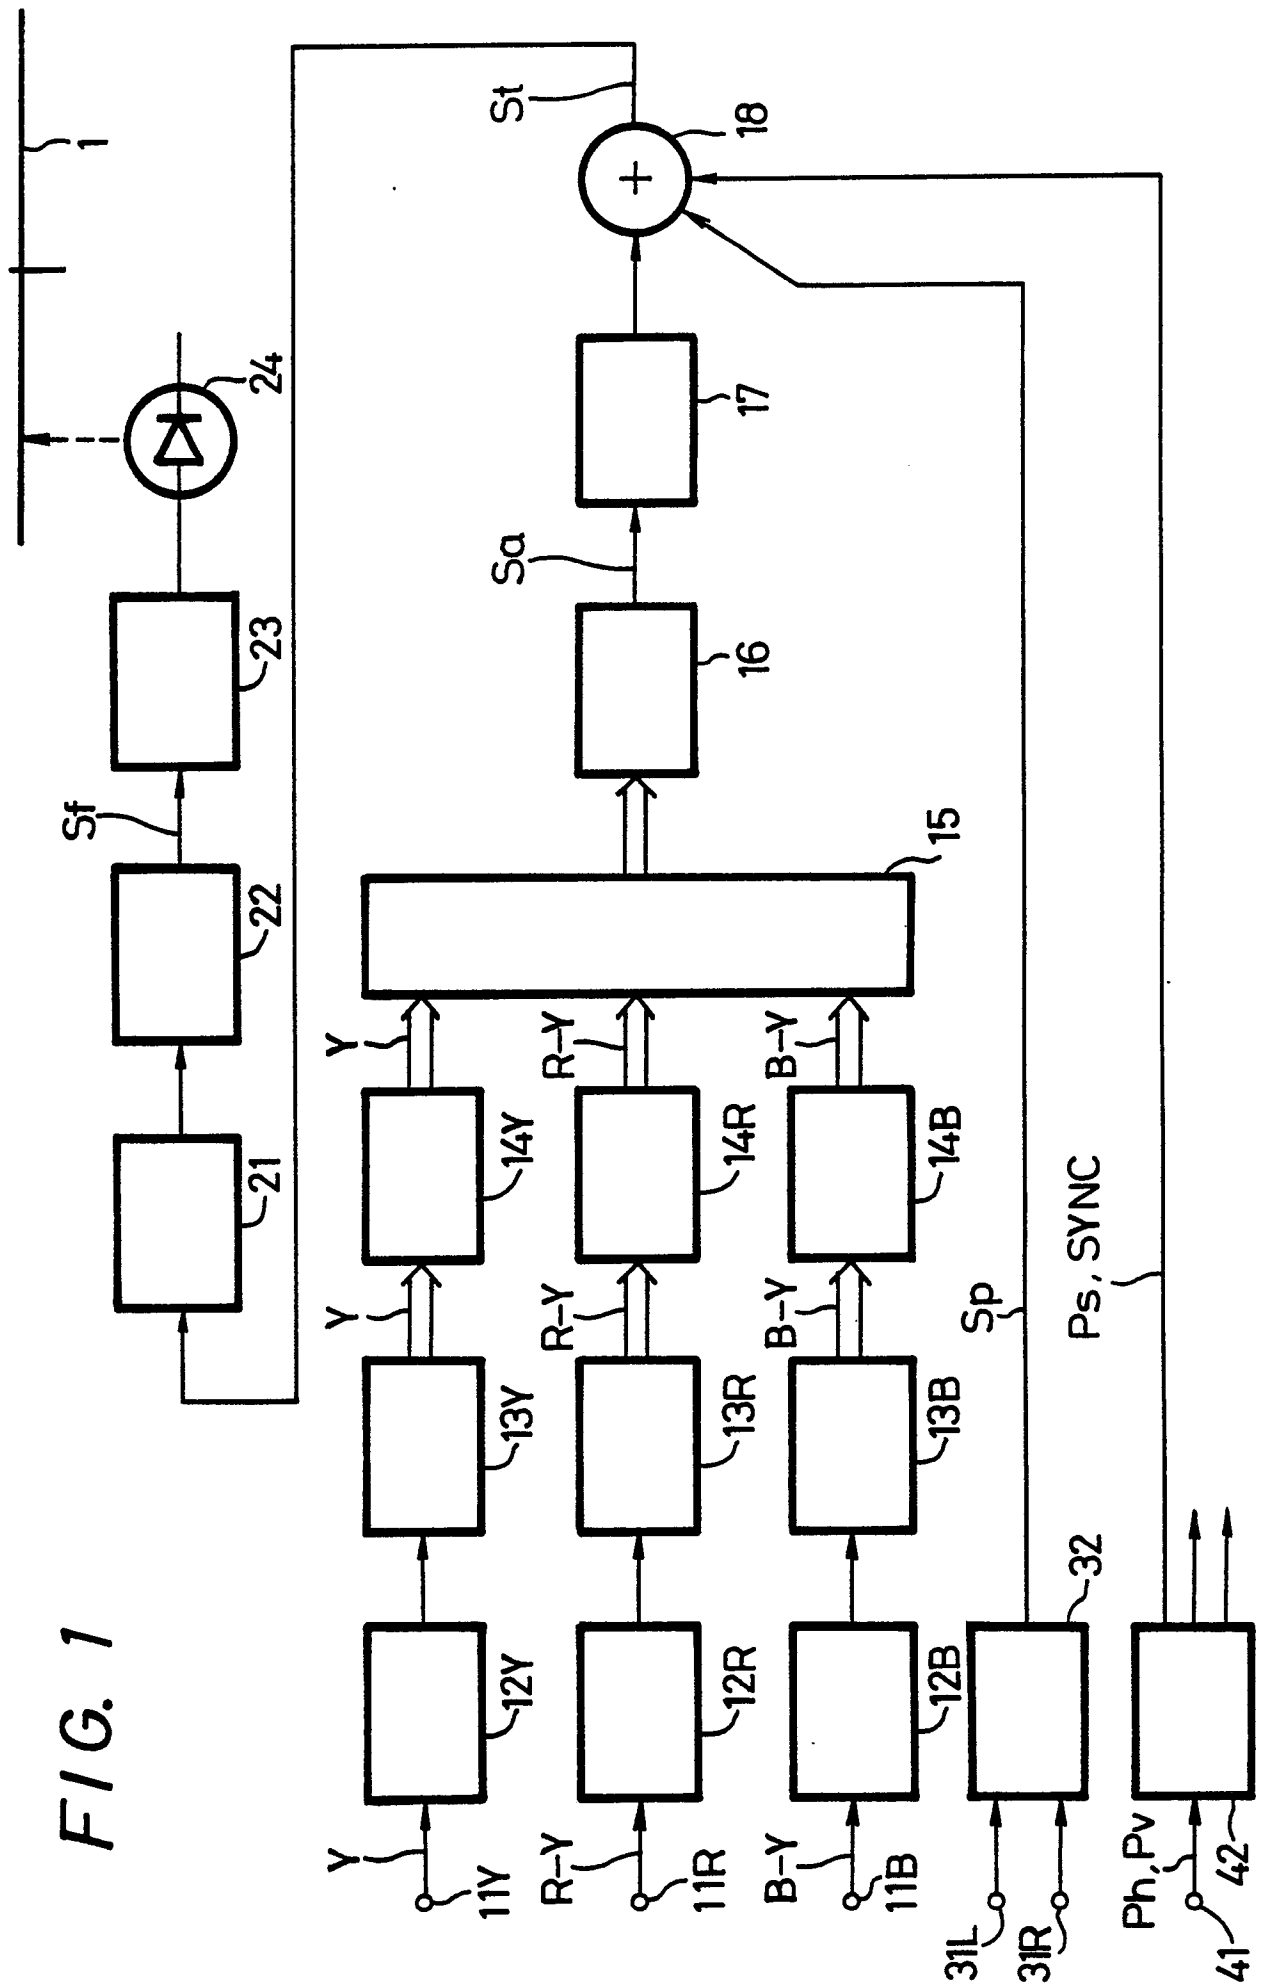 FIG. 1
1
24
Sf
23
22
21
St
18
17
Sa
16
15
Y
11Y
12Y
Y
13Y
Y
14Y
R-Y
11R
12R
R-Y
13R
R-Y
14R
B-Y
11B
12B
B-Y
13B
B-Y
14B
31L
31R
32
Sp
Ph, Pv
41
42
Ps, SYNC